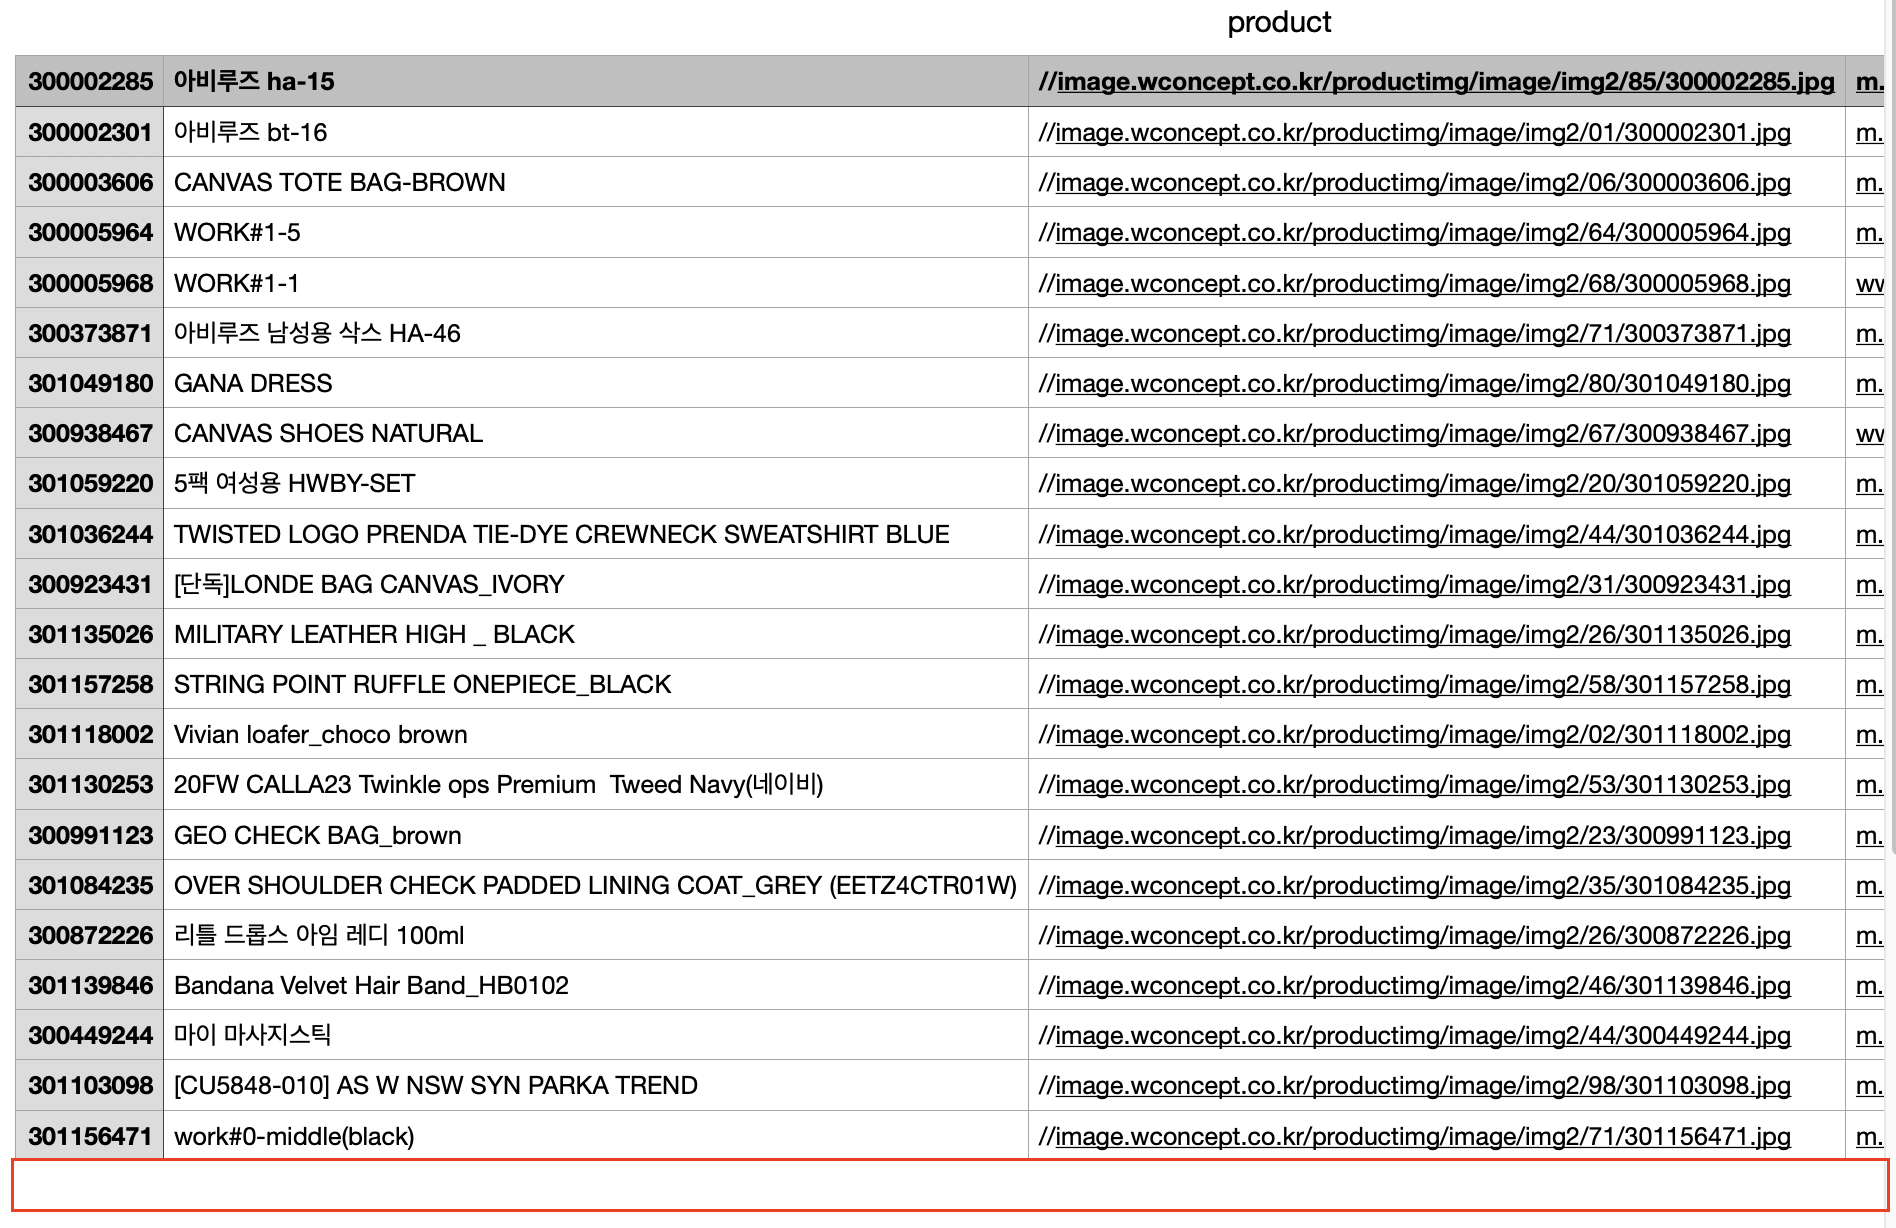 product
300002285 아비루즈 ha-15 //image.wconcept.co.kr/productimg/image/img2/85/300002285.jpg m.
300002301 아비루즈 bt-16 //image.wconcept.co.kr/productimg/image/img2/01/300002301.jpg m.
300003606 CANVAS TOTE BAG-BROWN //image.wconcept.co.kr/productimg/image/img2/06/300003606.jpg m.
300005964 WORK#1-5 //image.wconcept.co.kr/productimg/image/img2/64/300005964.jpg m.
300005968 WORK#1-1 //image.wconcept.co.kr/productimg/image/img2/68/300005968.jpg
300373871 아비루즈 남성용 삭스 HA-46 //image.wconcept.co.kr/productimg/image/img2/71/300373871.jpg m.
301049180 GANA DRESS //image.wconcept.co.kr/productimg/image/img2/80/301049180.jpg m.
300938467 CANVAS SHOES NATURAL //image.wconcept.co.kr/productimg/image/img2/67/300938467.jpg
301059220 5팩 여성용 HWBY-SET //image.wconcept.co.kr/productimg/image/img2/20/301059220.jpg m.
301036244 TWISTED LOGO PRENDA TIE-DYE CREWNECK SWEATSHIRT BLUE //image.wconcept.co.kr/productimg/image/img2/44/301036244.jpg m.
300923431 [단독]LONDE BAG CANVAS_IVORY //image.wconcept.co.kr/productimg/image/img2/31/300923431.jpg m.
301135026 MILITARY LEATHER HIGH _ BLACK //image.wconcept.co.kr/productimg/image/img2/26/301135026.jpg m.
301157258 STRING POINT RUFFLE ONEPIECE_BLACK //image.wconcept.co.kr/productimg/image/img2/58/301157258.jpg m.
301118002 Vivian loafer_choco brown //image.wconcept.co.kr/productimg/image/img2/02/301118002.jpg m.
301130253 20FW CALLA23 Twinkle ops Premium  Tweed Navy(네이비) //image.wconcept.co.kr/productimg/image/img2/53/301130253.jpg m.
300991123 GEO CHECK BAG_brown //image.wconcept.co.kr/productimg/image/img2/23/300991123.jpg m.
301084235 OVER SHOULDER CHECK PADDED LINING COAT_GREY (EETZ4CTR01W) //image.wconcept.co.kr/productimg/image/img2/35/301084235.jpg m.
300872226 리틀 드롭스 아임 레디 100ml //image.wconcept.co.kr/productimg/image/img2/26/300872226.jpg m.
301139846 Bandana Velvet Hair Band_HB0102 //image.wconcept.co.kr/productimg/image/img2/46/301139846.jpg m.
300449244 마이 마사지스틱 //image.wconcept.co.kr/productimg/image/img2/44/300449244.jpg m.
301103098 [CU5848-010] AS W NSW SYN PARKA TREND //image.wconcept.co.kr/productimg/image/img2/98/301103098.jpg m.
301156471 work#0-middle(black) //image.wconcept.co.kr/productimg/image/img2/71/301156471.jpg m.